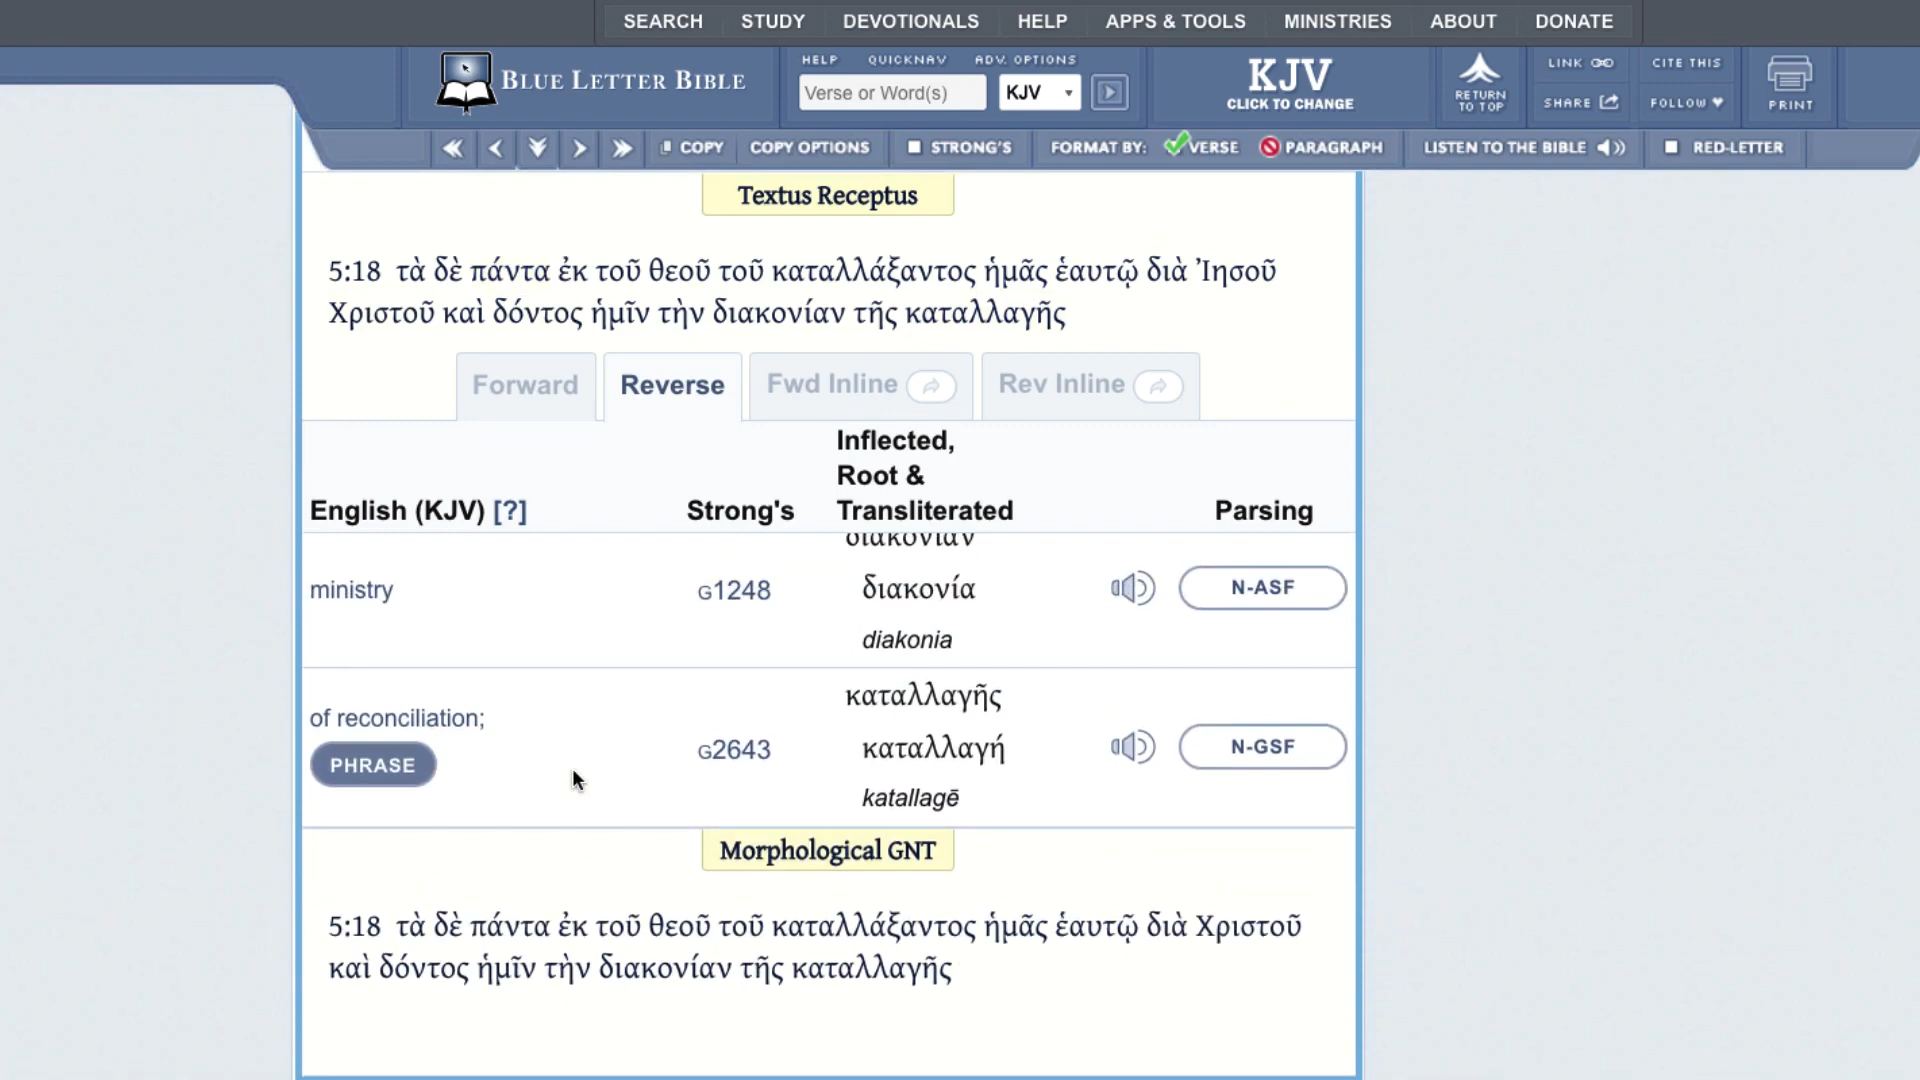 SEARCH STUDY DEVOTIONALS HELP APPS & TOOLS MINISTRIES ABOUT DONATE
BLUE LETTER BIBLE
HELP QUICKNAV ADV. OPTIONS
Verse or Word(s) KJV
KJV
CLICK TO CHANGE
RETURN
TO TOP
LINK
SHARE
CITE THIS
FOLLOW
PRINT
COPY COPY OPTIONS STRONG'S FORMAT BY: VERSE PARAGRAPH LISTEN TO THE BIBLE RED-LETTER
Textus Receptus
5:18 τὰ δὲ πάντα ἐκ τοῦ θεοῦ τοῦ καταλλάξαντος ἡμᾶς ἑαυτῷ διὰ Ἰησοῦ
Χριστοῦ καὶ δόντος ἡμῖν τὴν διακονίαν τῆς καταλλαγῆς
Forward Reverse Fwd Inline Rev Inline
English (KJV) [?] Strong's Inflected,
Root &
Transliterated Parsing
διακονίαν
ministry G1248 διακονία N-ASF
diakonia
καταλλαγῆς
of reconciliation; G2643 καταλλαγή N-GSF
PHRASE
katallagē
Morphological GNT
5:18 τὰ δὲ πάντα ἐκ τοῦ θεοῦ τοῦ καταλλάξαντος ἡμᾶς ἑαυτῷ διὰ Χριστοῦ
καὶ δόντος ἡμῖν τὴν διακονίαν τῆς καταλλαγῆς